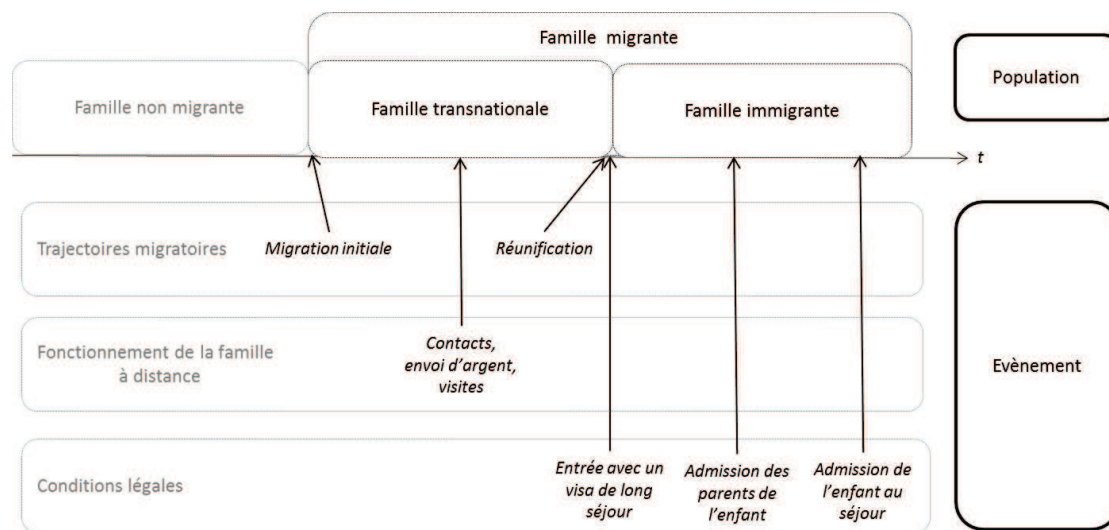 Famille migrante
Famille non migrante
Famille transnationale
Famille immigrante
Population
t
Trajectoires migratoires
Migration initiale
Réunification
Fonctionnement de la famille
à distance
Contacts,
envoi d'argent,
visites
Evènement
Conditions légales
Entrée avec un
visa de long
séjour
Admission des
parents de
l'enfant
Admission de
l'enfant au
séjour